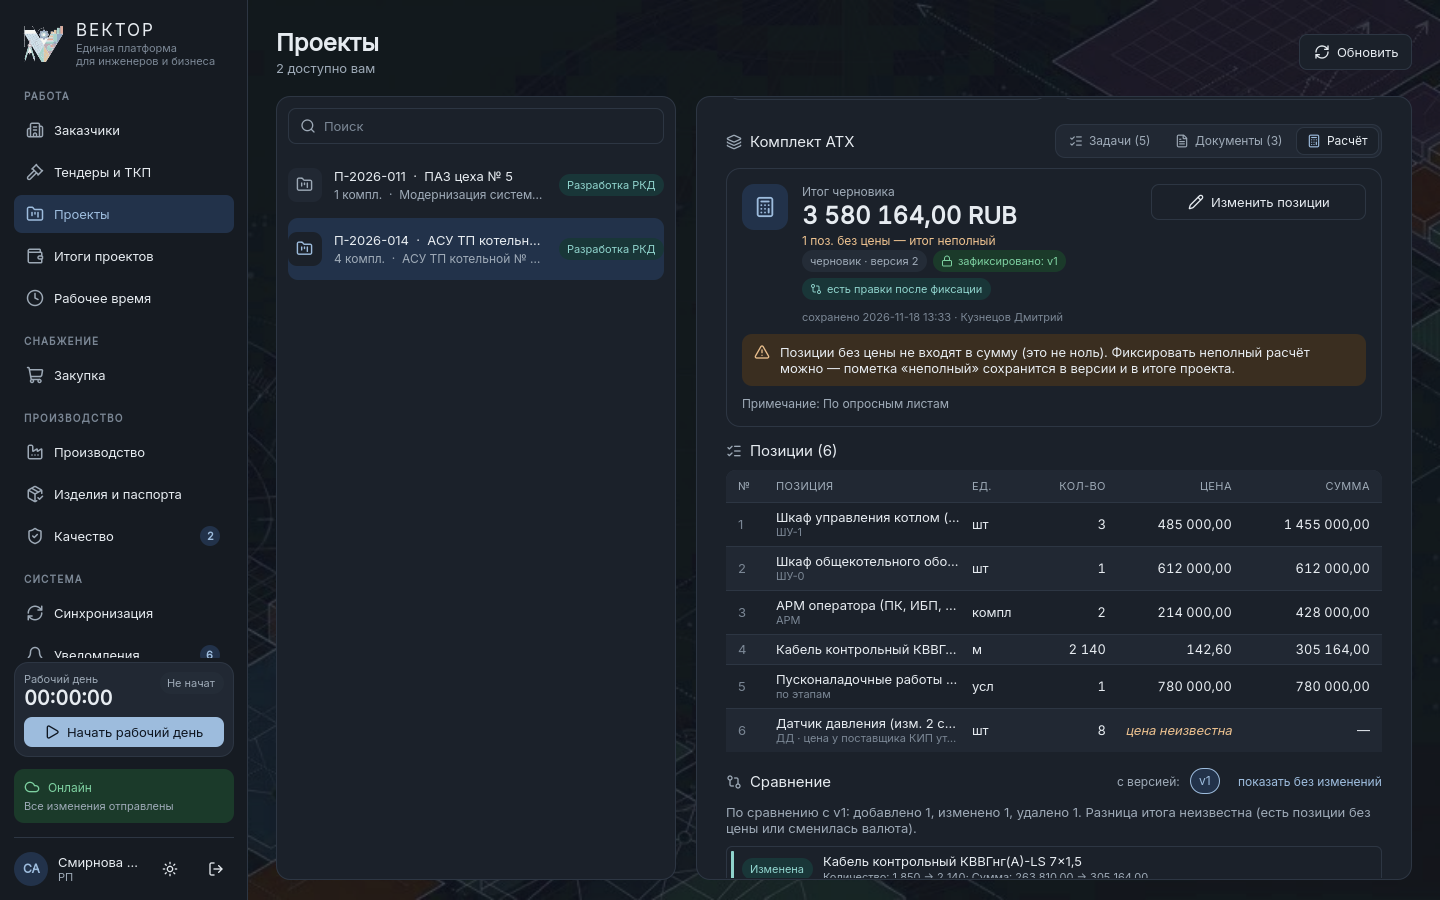 ВЕКТОР
Единая платформа
для инженеров и бизнеса
РАБОТА
Заказчики
Тендеры и ТКП
Проекты
Итоги проектов
Рабочее время
СНАБЖЕНИЕ
Закупка
ПРОИЗВОДСТВО
Производство
Изделия и паспорта
Качество 2
СИСТЕМА
Синхронизация
Уведомления 6
Рабочий день Не начат
00:00:00
Начать рабочий день
Онлайн
Все изменения отправлены
СА Смирнова ...
РП
Проекты
2 доступно вам
Обновить
Поиск
П-2026-011 · ПАЗ цеха № 5
1 компл. · Модернизация систем...
Разработка РКД
П-2026-014 · АСУ ТП котельн...
4 компл. · АСУ ТП котельной № ...
Разработка РКД
Комплект АТХ
Задачи (5) Документы (3) Расчёт
Итог черновика
3 580 164,00 RUB
Изменить позиции
1 поз. без цены — итог неполный
черновик · версия 2 зафиксировано: v1
есть правки после фиксации
сохранено 2026-11-18 13:33 · Кузнецов Дмитрий
Позиции без цены не входят в сумму (это не ноль). Фиксировать неполный расчёт
можно — пометка «неполный» сохранится в версии и в итоге проекта.
Примечание: По опросным листам
Позиции (6)
№ ПОЗИЦИЯ ЕД. КОЛ-ВО ЦЕНА СУММА
1 Шкаф управления котлом (... шт 3 485 000,00 1 455 000,00
ШУ-1
2 Шкаф общекотельного обо... шт 1 612 000,00 612 000,00
ШУ-0
3 АРМ оператора (ПК, ИБП, ... компл 2 214 000,00 428 000,00
АРМ
4 Кабель контрольный КВВГ... м 2 140 142,60 305 164,00
5 Пусконаладочные работы ... усл 1 780 000,00 780 000,00
по этапам
6 Датчик давления (изм. 2 с... шт 8 цена неизвестна —
ДД · цена у поставщика КИП ут...
Сравнение
с версией: v1 показать без изменений
По сравнению с v1: добавлено 1, изменено 1, удалено 1. Разница итога неизвестна (есть позиции без
цены или сменилась валюта).
Изменена Кабель контрольный КВВГнг(А)-LS 7×1,5
Количество: 1 850 → 2 140; Сумма: 263 810,00 → 305 164,00